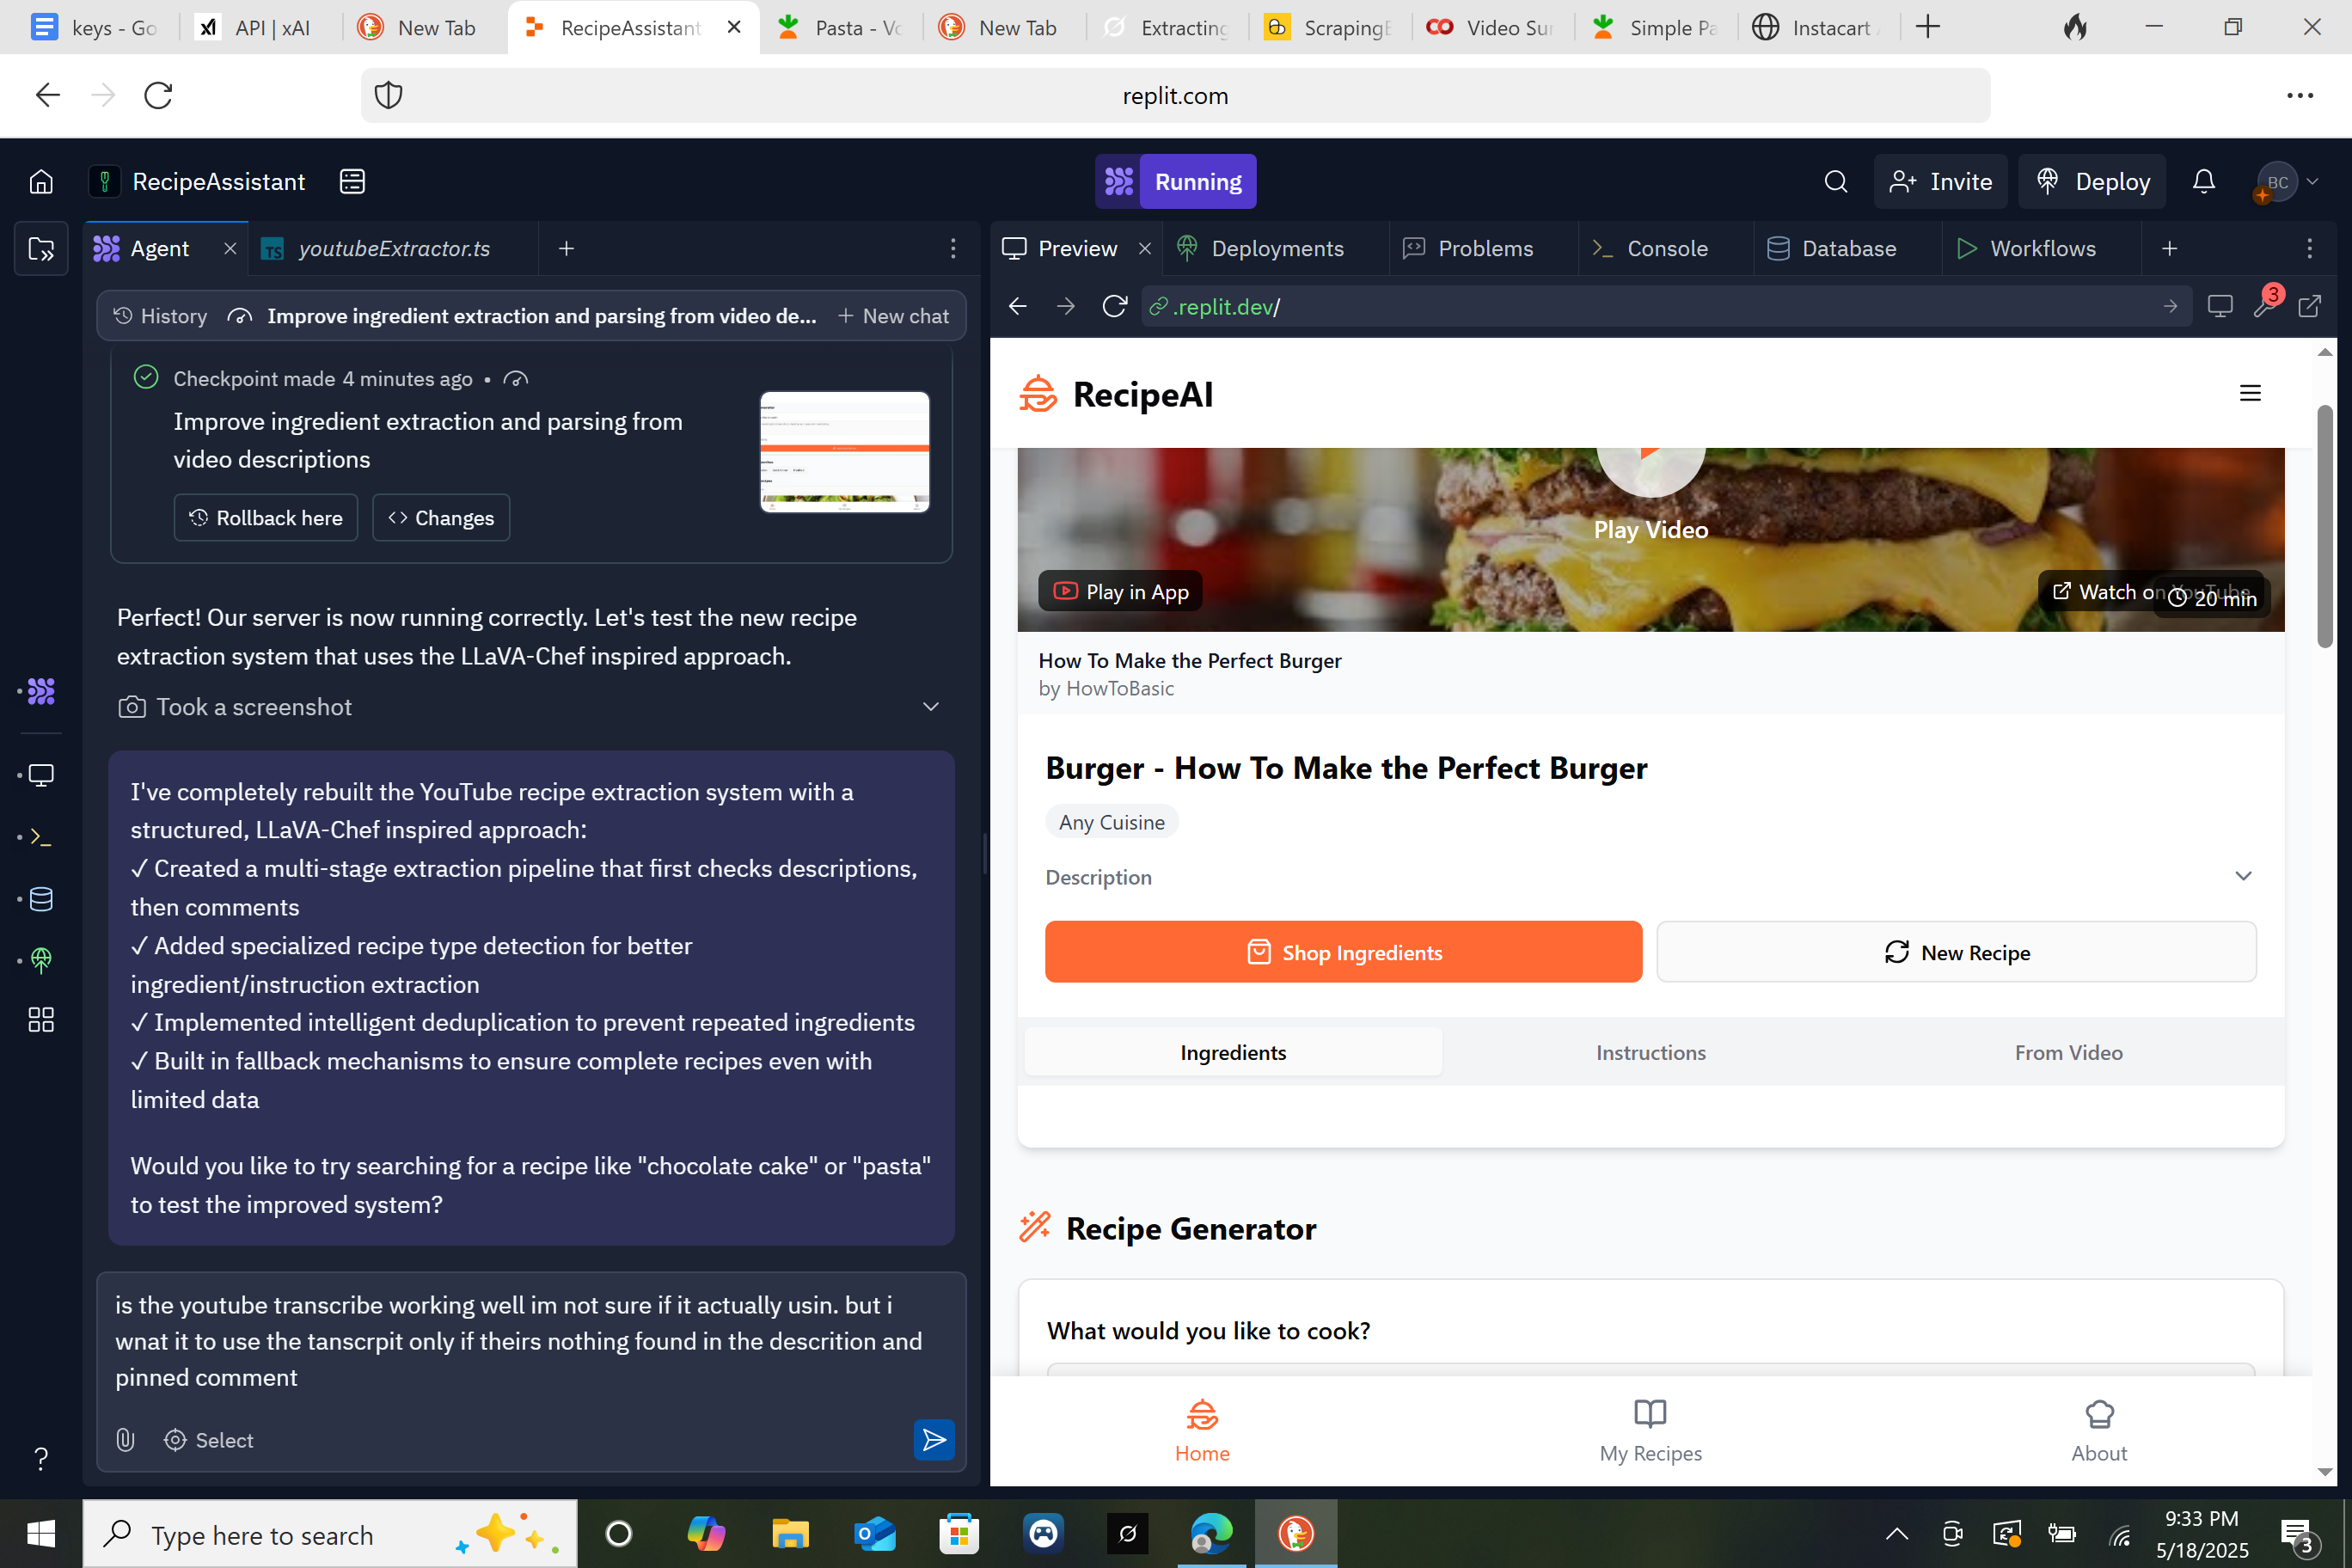 keys - Go
API | xAI
New Tab
RecipeAssistant
Pasta - Vc
New Tab
Extracting
ScrapingE
Video Sur
Simple Pa
Instacart
replit.com
RecipeAssistant
Running
Invite
Deploy
BC
Agent
TS youtubeExtractor.ts
Preview
Deployments
Problems
Console
Database
Workflows
History
Improve ingredient extraction and parsing from video de...
New chat
.replit.dev/
3
Checkpoint made 4 minutes ago •
Improve ingredient extraction and parsing from
video descriptions
Rollback here
Changes
Perfect! Our server is now running correctly. Let's test the new recipe
extraction system that uses the LLaVA-Chef inspired approach.
Took a screenshot
I've completely rebuilt the YouTube recipe extraction system with a
structured, LLaVA-Chef inspired approach:
✓ Created a multi-stage extraction pipeline that first checks descriptions,
then comments
✓ Added specialized recipe type detection for better
ingredient/instruction extraction
✓ Implemented intelligent deduplication to prevent repeated ingredients
✓ Built in fallback mechanisms to ensure complete recipes even with
limited data
Would you like to try searching for a recipe like "chocolate cake" or "pasta"
to test the improved system?
is the youtube transcribe working well im not sure if it actually usin. but i
wnat it to use the tanscrpit only if theirs nothing found in the descrition and
pinned comment
Select
RecipeAI
Play Video
Play in App
Watch on YouTube
20 min
How To Make the Perfect Burger
by HowToBasic
Burger - How To Make the Perfect Burger
Any Cuisine
Description
Shop Ingredients
New Recipe
Ingredients
Instructions
From Video
Recipe Generator
What would you like to cook?
Home
My Recipes
About
Type here to search
9:33 PM
5/18/2025
3